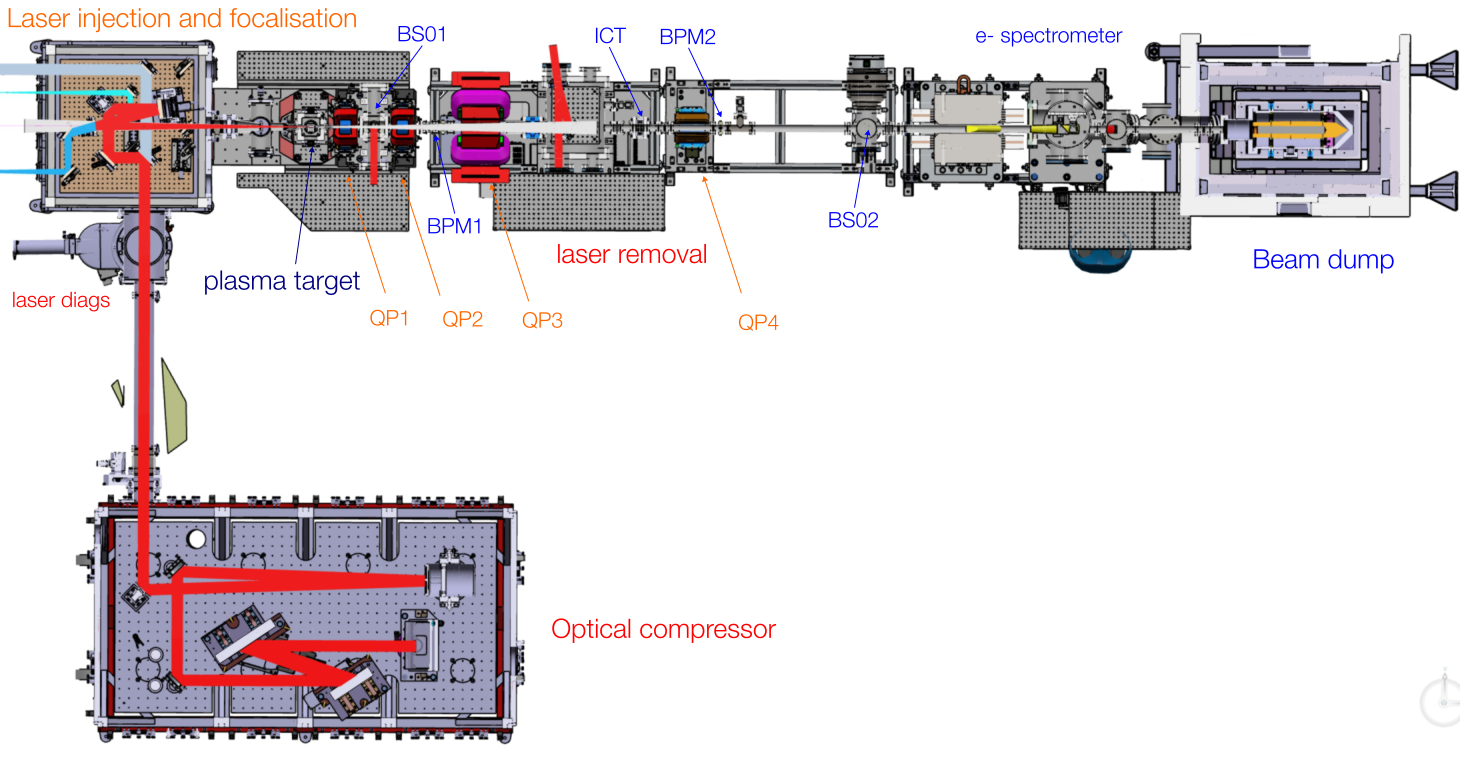 Laser injection and focalisation
BS01
ICT
BPM2
e- spectrometer
BPM1
BS02
laser removal
Beam dump
plasma target
laser diags
QP1
QP2
QP3
QP4
Optical compressor